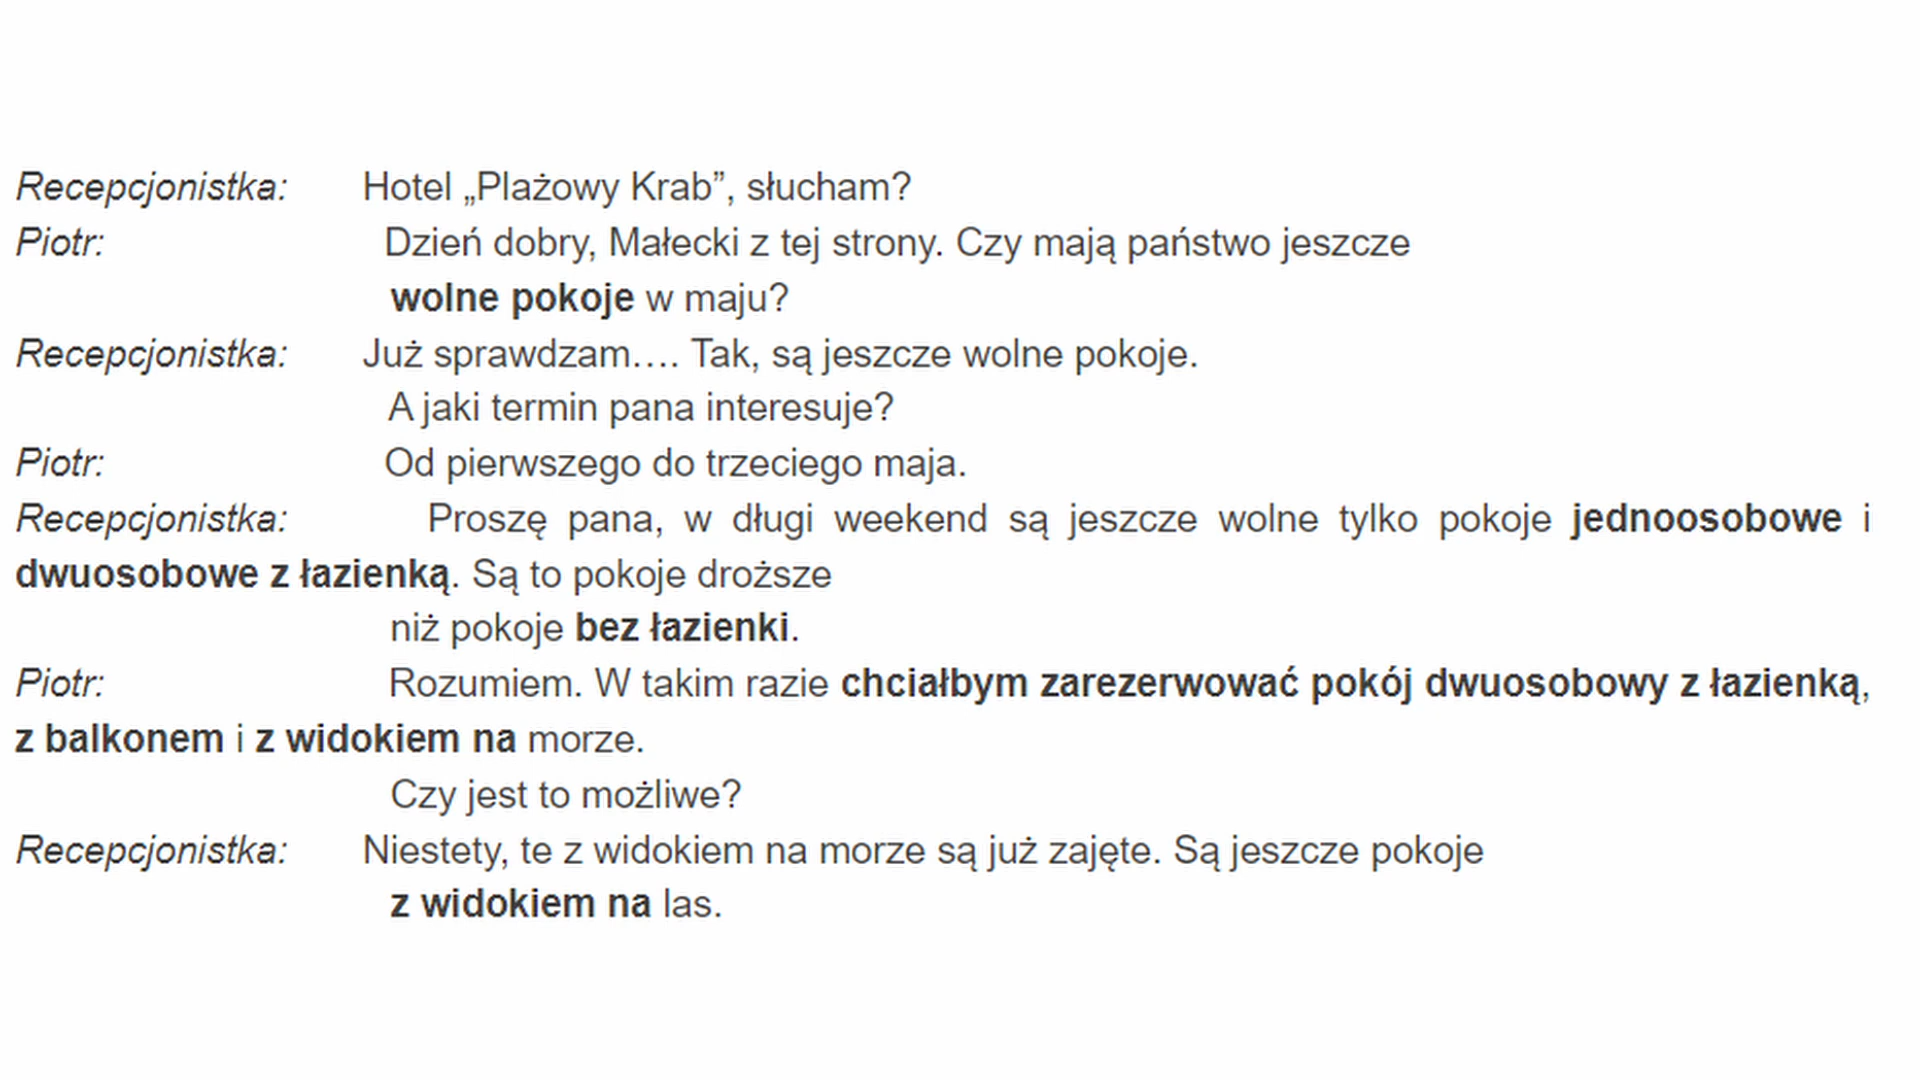 Recepcjonistka: Hotel „Plażowy Krab”, słucham?
Piotr: Dzień dobry, Małecki z tej strony. Czy mają państwo jeszcze
wolne pokoje w maju?
Recepcjonistka: Już sprawdzam…. Tak, są jeszcze wolne pokoje.
A jaki termin pana interesuje?
Piotr: Od pierwszego do trzeciego maja.
Recepcjonistka: Proszę pana, w długi weekend są jeszcze wolne tylko pokoje jednoosobowe i
dwuosobowe z łazienką. Są to pokoje droższe
niż pokoje bez łazienki.
Piotr: Rozumiem. W takim razie chciałbym zarezerwować pokój dwuosobowy z łazienką,
z balkonem i z widokiem na morze.
Czy jest to możliwe?
Recepcjonistka: Niestety, te z widokiem na morze są już zajęte. Są jeszcze pokoje
z widokiem na las.